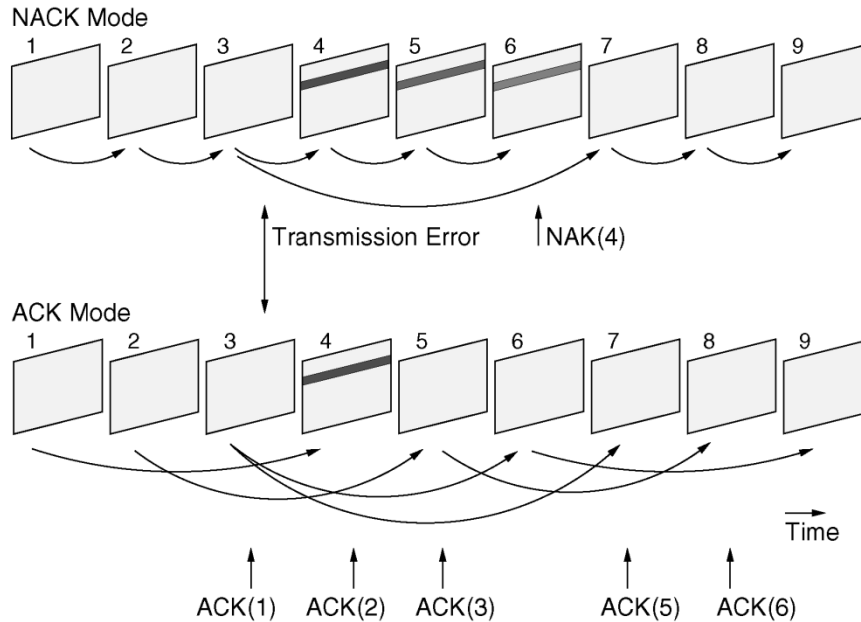 NACK Mode
1 2 3 4 5 6 7 8 9
Transmission Error NAK(4)
ACK Mode
1 2 3 4 5 6 7 8 9
Time
ACK(1) ACK(2) ACK(3) ACK(5) ACK(6)